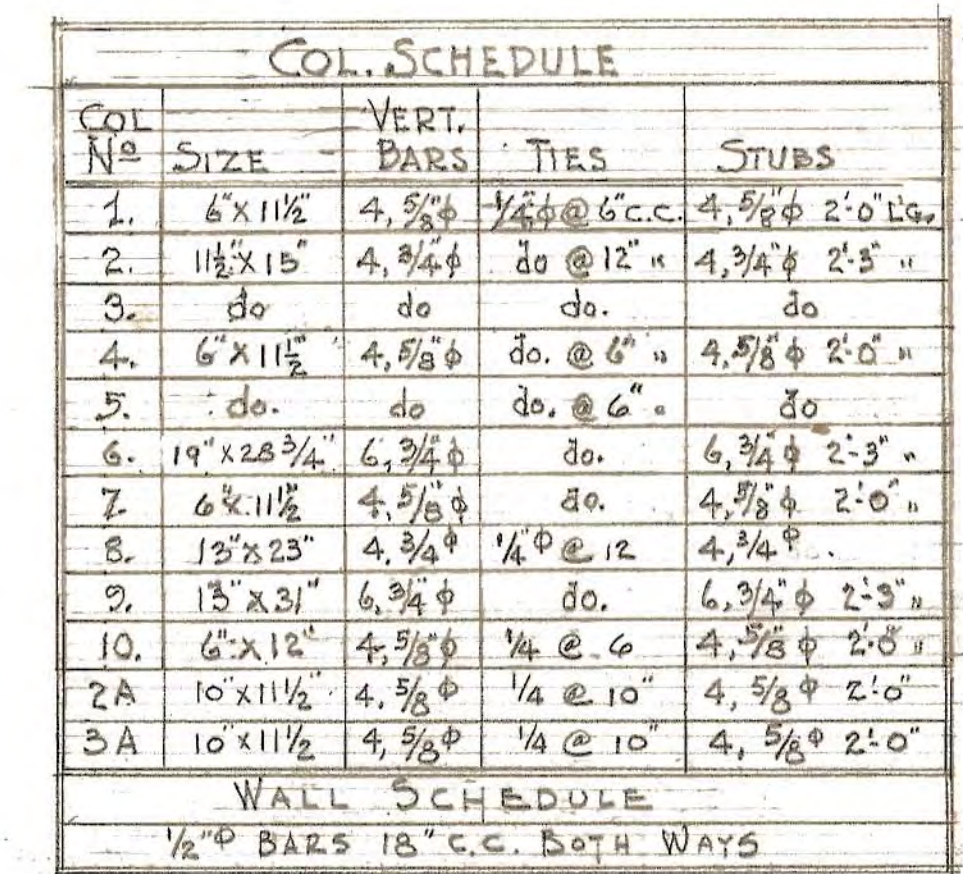 COL. SCHEDULE
COL Nº SIZE VERT. BARS TIES STUBS
1. 6"X11½" 4, 5/8"ϕ 1/4"ϕ@6"C.C. 4, 5/8"ϕ 2'-0" L'G.
2. 11½"X15" 4, 3/4"ϕ do @12" " 4, 3/4"ϕ 2'-3" "
3. do do do. do
4. 6"X11½" 4, 5/8"ϕ do. @ 6" " 4, 5/8"ϕ 2'-0" "
5. do. do do. @ 6" " do
6. 19"X28 3/4" 6, 3/4"ϕ do. 6, 3/4"ϕ 2'-3" "
7. 6"X11½" 4, 5/8"ϕ do. 4, 5/8"ϕ 2'-0" "
8. 13"X23" 4, 3/4ϕ 1/4"ϕ @ 12 4, 3/4"ϕ .
9. 13"X31" 6, 3/4"ϕ do. 6, 3/4"ϕ 2'-3" "
10. 6"X12" 4, 5/8"ϕ 1/4 @ 6 4, 5/8"ϕ 2'-0" "
2A 10"X11½" 4, 5/8"ϕ 1/4 @ 10" 4, 5/8"ϕ 2'-0"
3A 10"X11½ 4, 5/8"ϕ 1/4 @ 10" 4, 5/8ϕ 2'-0"
WALL SCHEDULE
1/2"ϕ BARS 18" C.C. BOTH WAYS